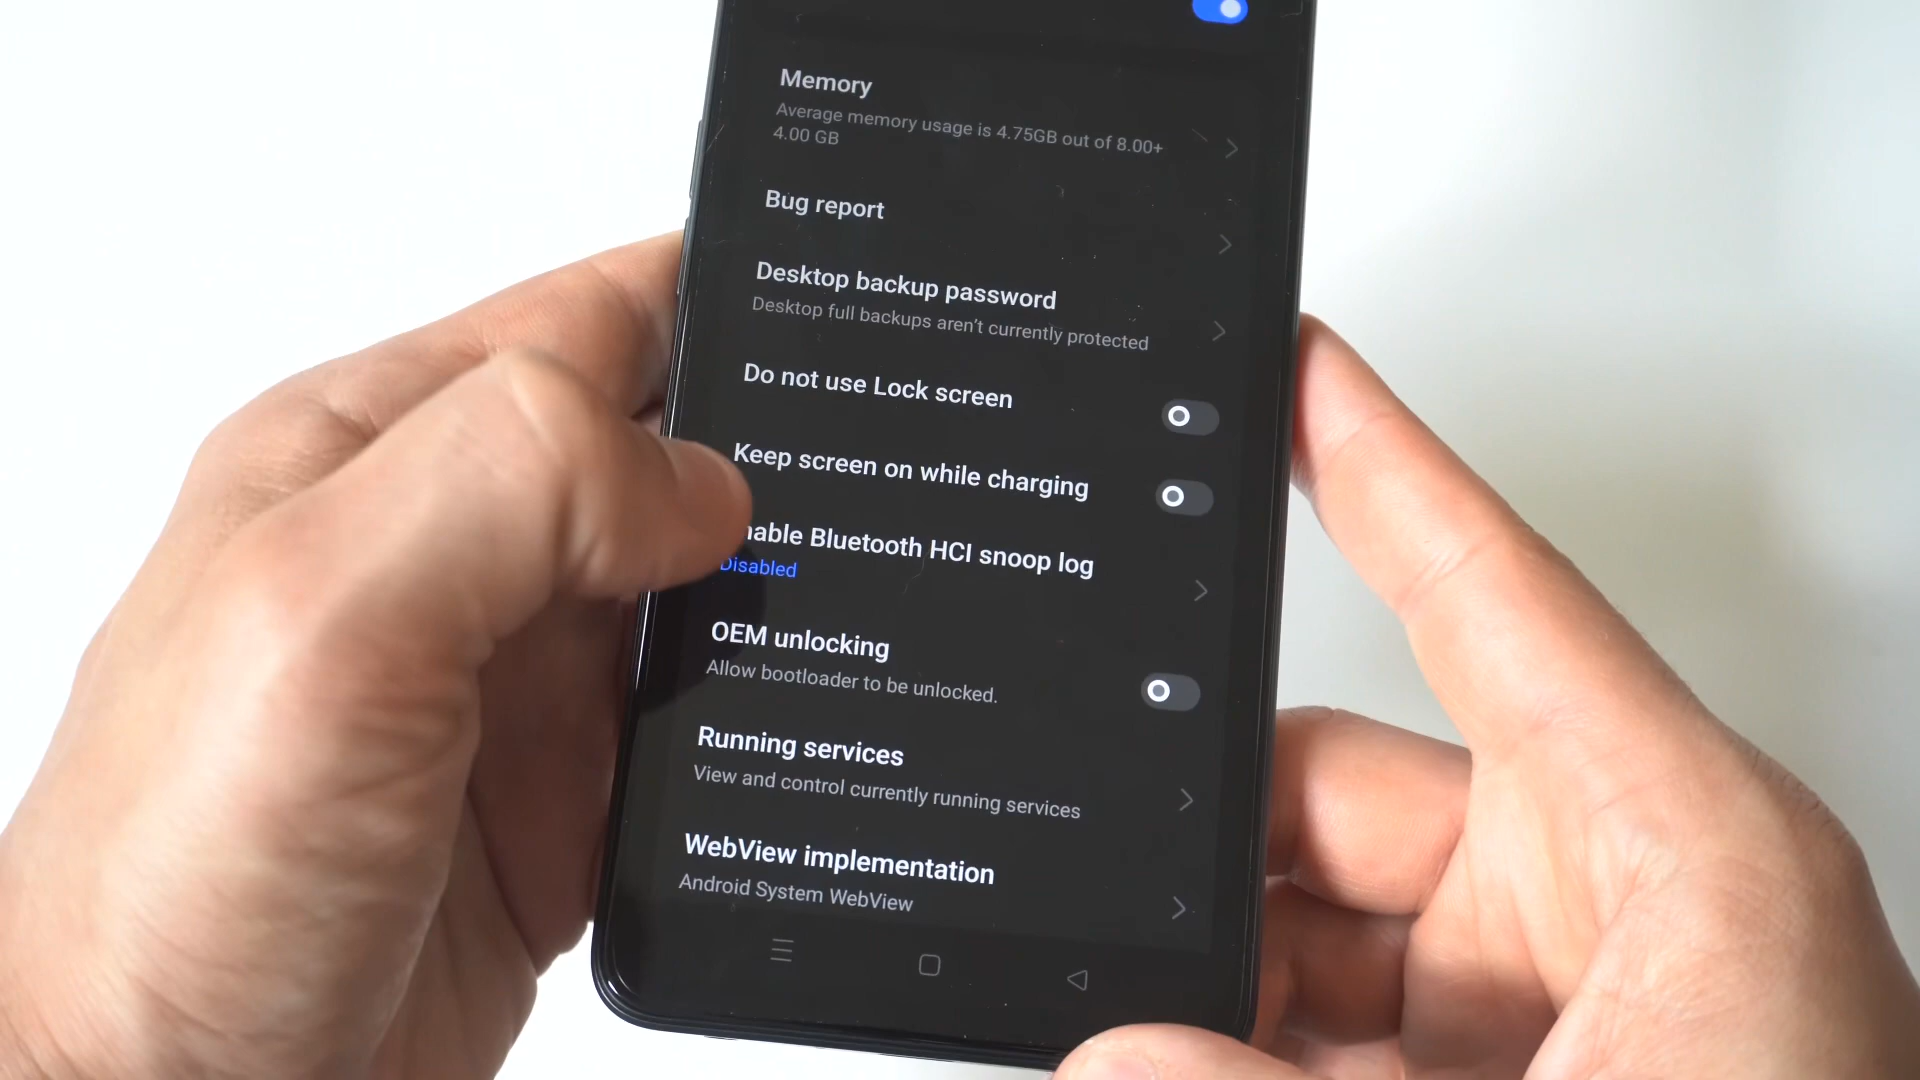 Memory
Average memory usage is 4.75GB out of 8.00+
4.00 GB
Bug report
Desktop backup password
Desktop full backups aren't currently protected
Do not use Lock screen
Keep screen on while charging
nable Bluetooth HCI snoop log
Disabled
OEM unlocking
Allow bootloader to be unlocked.
Running services
View and control currently running services
WebView implementation
Android System WebView